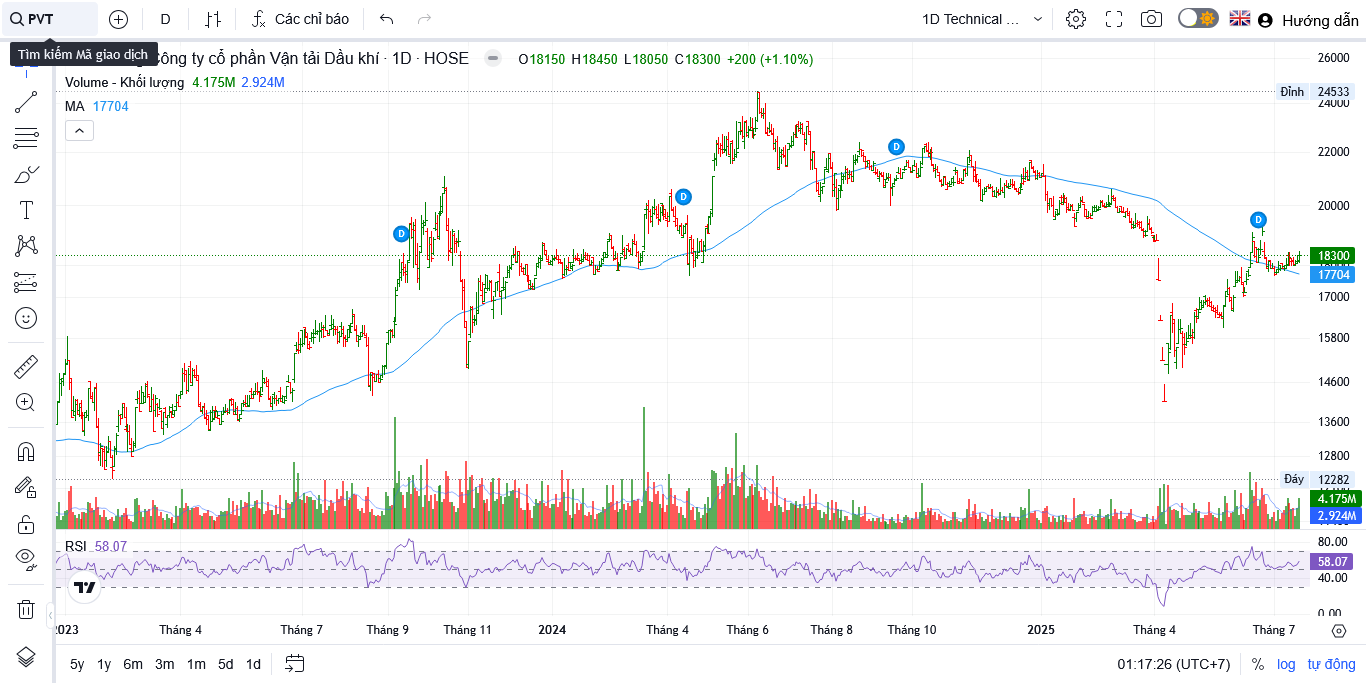 PVT
D
Các chỉ báo
1D Technical ...
Hướng dẫn
Tìm kiếm Mã giao dịch
Công ty cổ phần Vận tải Dầu khí · 1D · HOSE
O18150 H18450 L18050 C18300 +200 (+1.10%)
Volume - Khối lượng 4.175M 2.924M
MA 17704
26000
Đỉnh 24533
24000
22000
20000
18300
17704
17000
15800
14600
13600
12800
Đáy 12282
4.175M
2.924M
D
D
D
D
RSI 58.07
80.00
58.07
40.00
0.00
2023 Tháng 4 Tháng 7 Tháng 9 Tháng 11 2024 Tháng 4 Tháng 6 Tháng 8 Tháng 10 2025 Tháng 4 Tháng 7
5y 1y 6m 3m 1m 5d 1d
01:17:26 (UTC+7) % log tự động